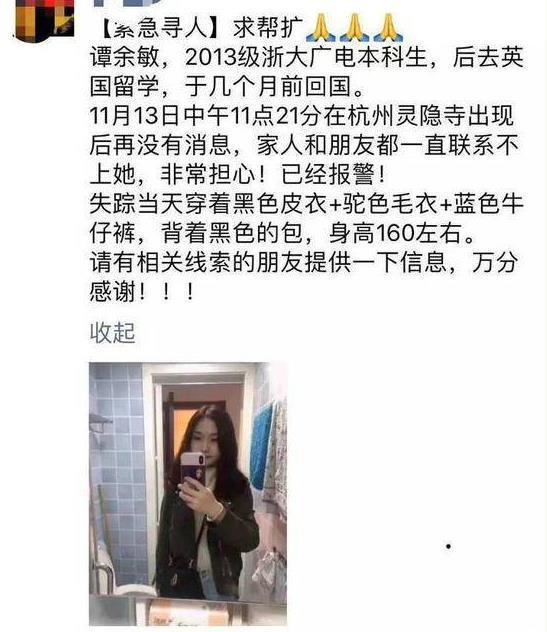 【紧急寻人】求帮扩🙏🙏🙏
谭余敏，2013级浙大广电本科生，后去英
国留学，于几个月前回国。
11月13日中午11点21分在杭州灵隐寺出现
后再没有消息，家人和朋友都一直联系不
上她，非常担心！已经报警！
失踪当天穿着黑色皮衣+驼色毛衣+蓝色牛
仔裤，背着黑色的包，身高160左右。
请有相关线索的朋友提供一下信息，万分
感谢！！！
收起